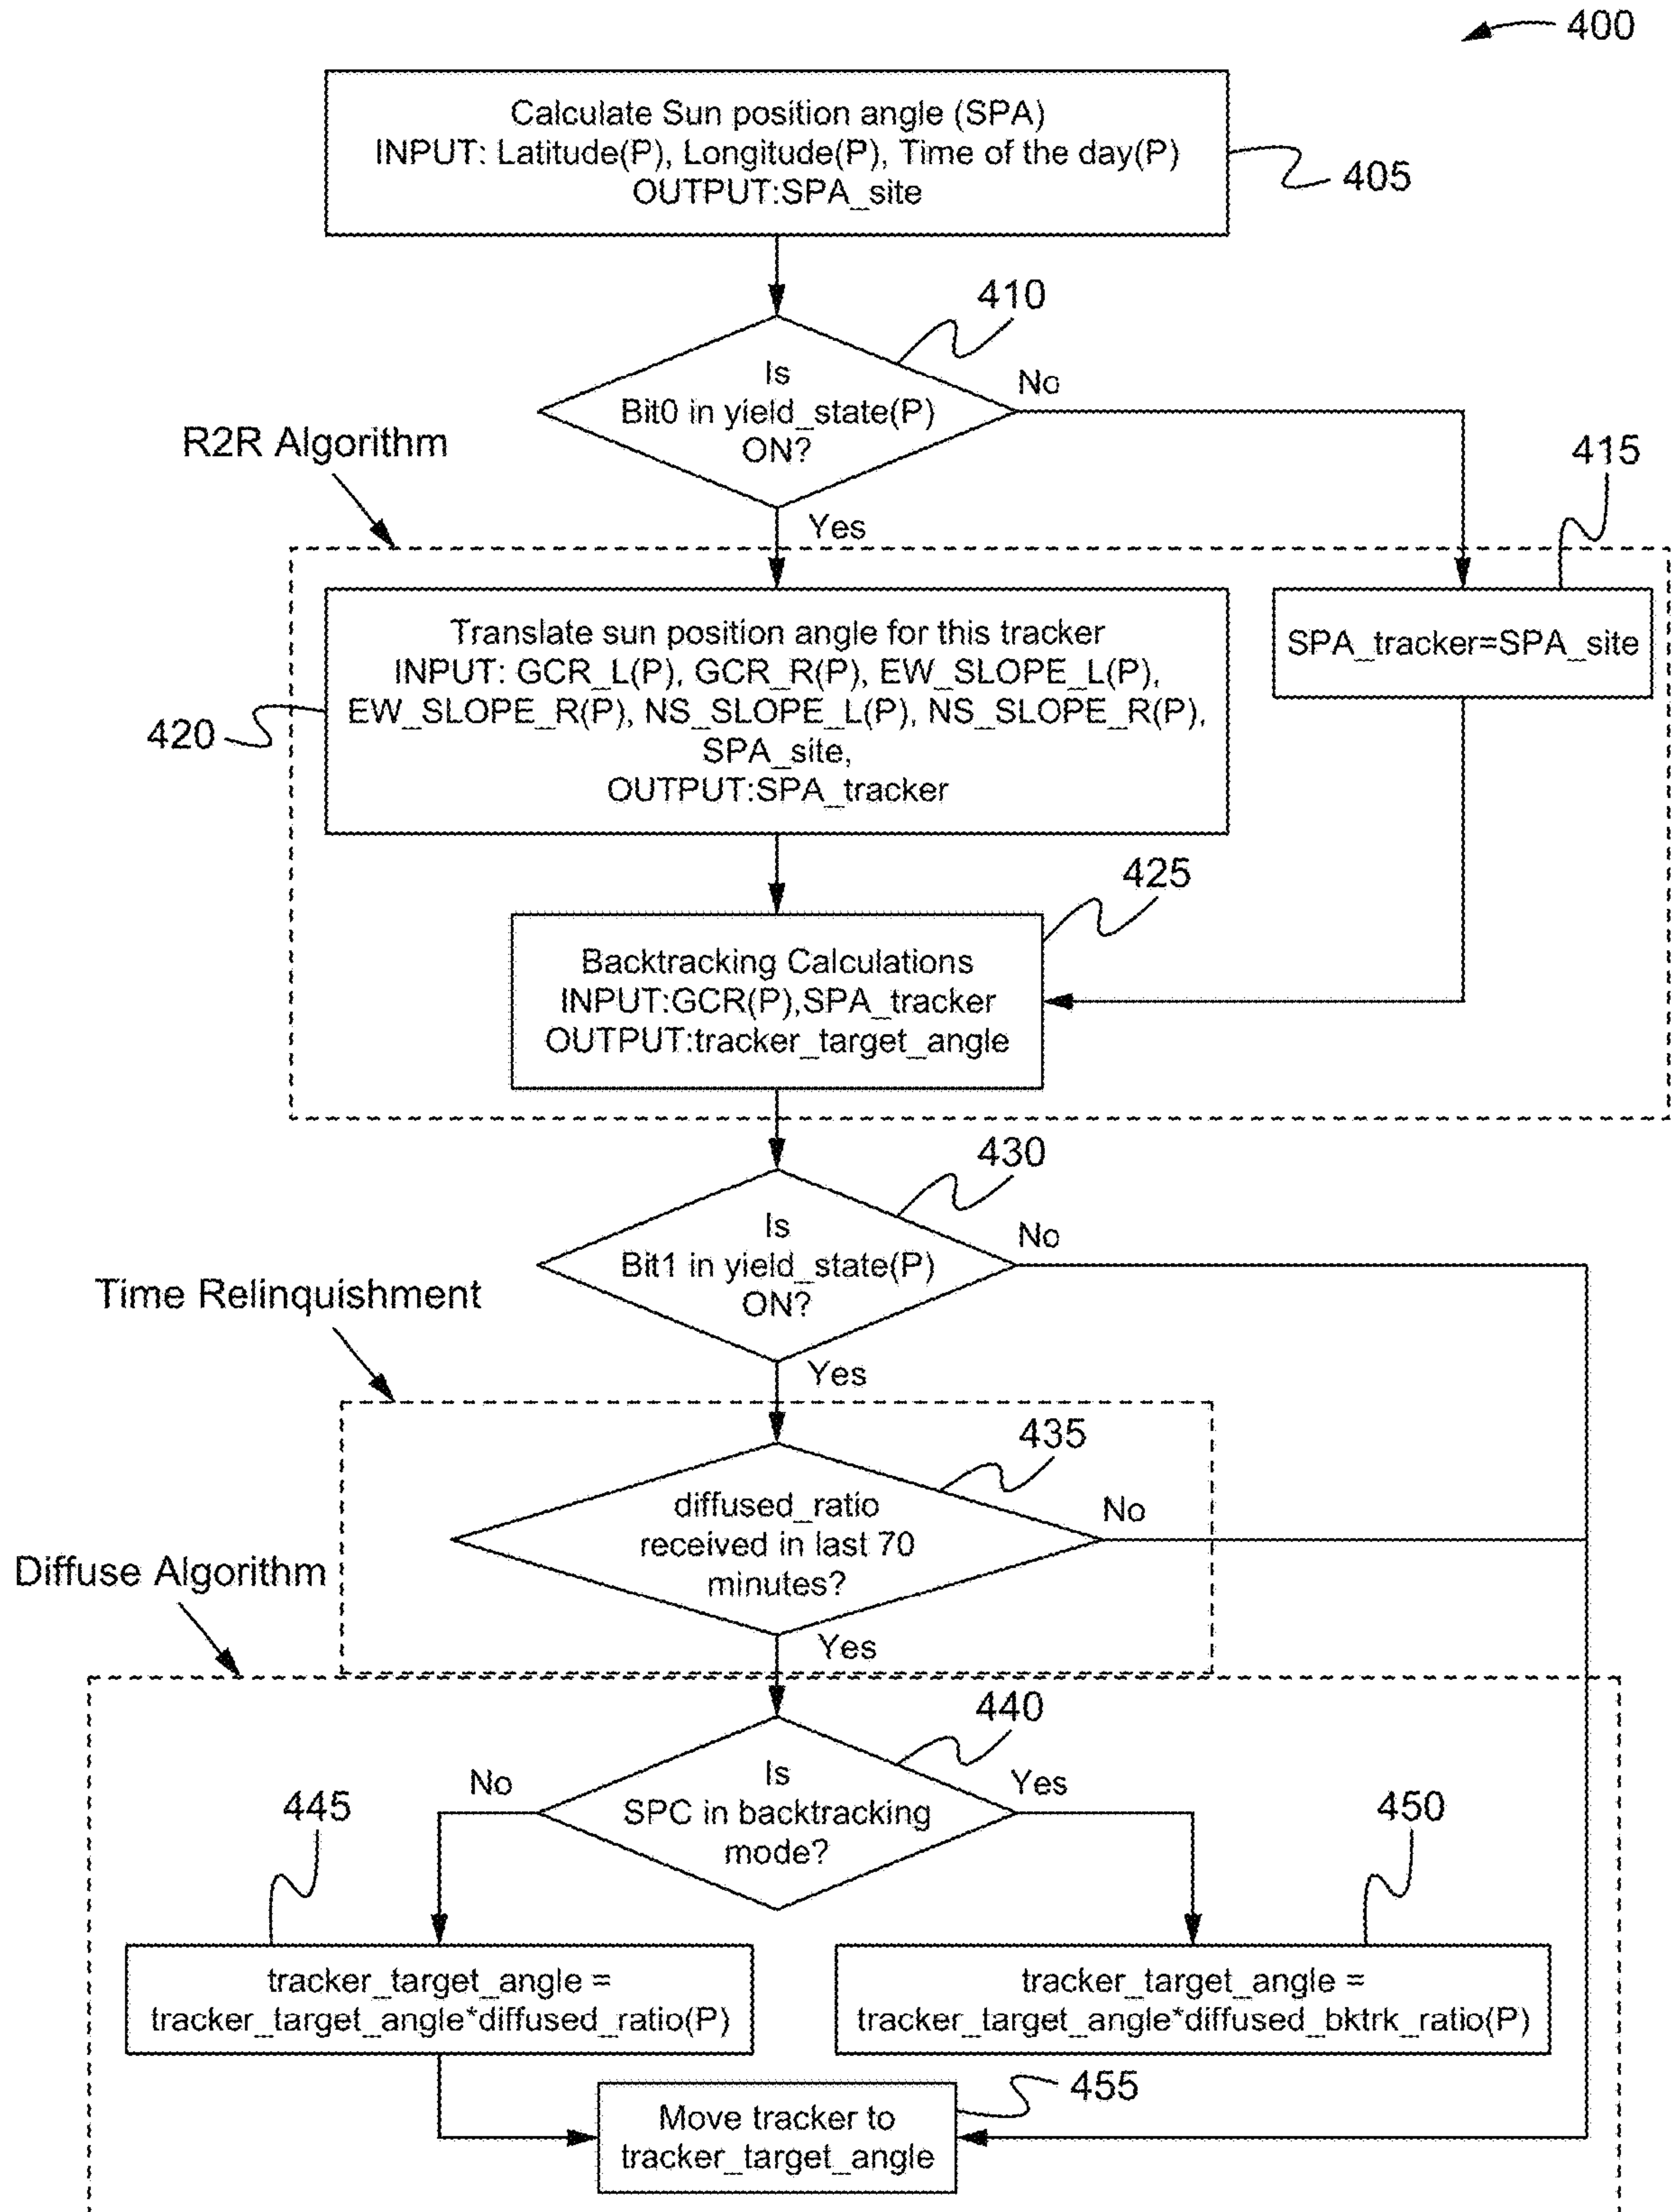 400
Calculate Sun position angle (SPA)
INPUT: Latitude(P), Longitude(P), Time of the day(P)
OUTPUT:SPA_site
405
410
Is
Bit0 in yield_state(P)
ON?
No
R2R Algorithm
415
Yes
Translate sun position angle for this tracker
INPUT: GCR_L(P), GCR_R(P), EW_SLOPE_L(P),
EW_SLOPE_R(P), NS_SLOPE_L(P), NS_SLOPE_R(P),
SPA_site,
OUTPUT:SPA_tracker
SPA_tracker=SPA_site
420
425
Backtracking Calculations
INPUT:GCR(P),SPA_tracker
OUTPUT:tracker_target_angle
430
Is
Bit1 in yield_state(P)
ON?
No
Time Relinquishment
Yes
435
diffused_ratio
received in last 70
minutes?
No
Diffuse Algorithm
Yes
440
Is
SPC in backtracking
mode?
No
Yes
445
450
tracker_target_angle =
tracker_target_angle*diffused_ratio(P)
tracker_target_angle =
tracker_target_angle*diffused_bktrk_ratio(P)
455
Move tracker to
tracker_target_angle